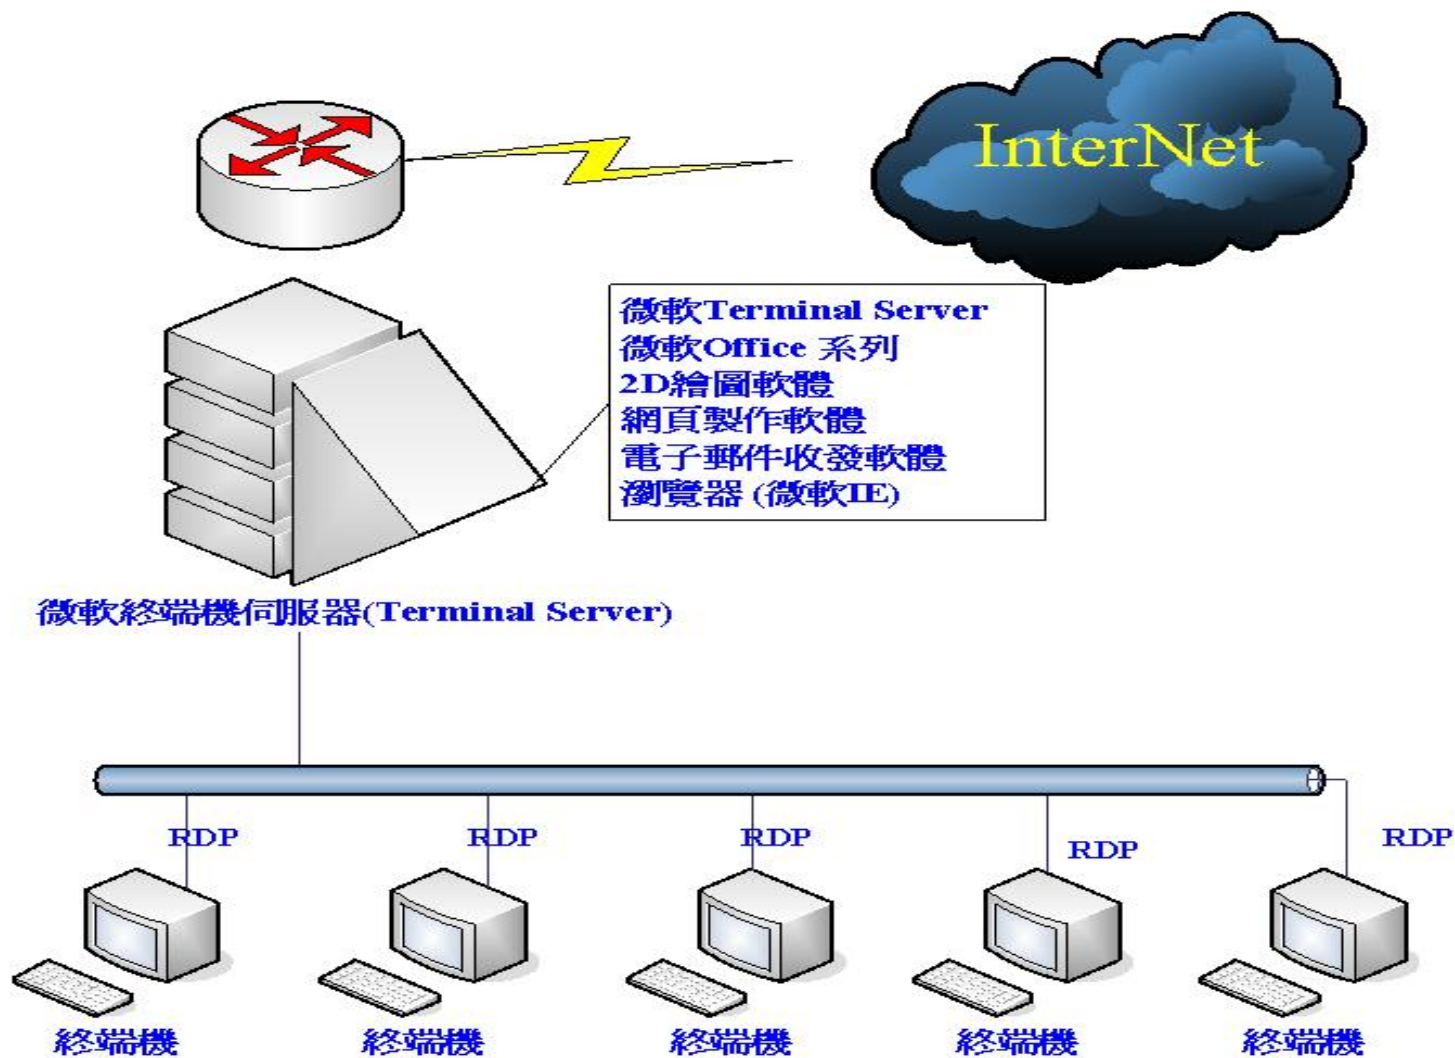 InterNet
微軟Terminal Server
微軟Office 系列
2D繪圖軟體
網頁製作軟體
電子郵件收發軟體
瀏覽器 (微軟IE)
微軟終端機伺服器(Terminal Server)
RDP
RDP
RDP
RDP
RDP
終端機
終端機
終端機
終端機
終端機